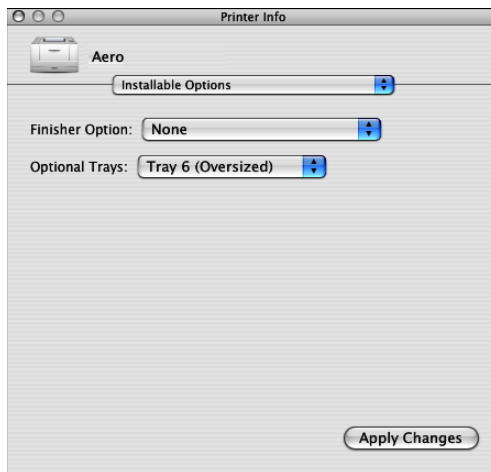 Printer Info
Aero
Installable Options
Finisher Option: None
Optional Trays: Tray 6 (Oversized)
Apply Changes